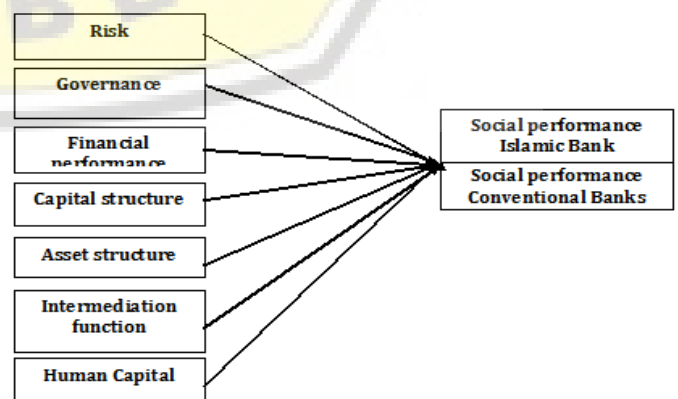 Risk
Governance
Financial
performance
Capital structure
Asset structure
Intermediation
function
Human Capital
Social performance
Islamic Bank
Social performance
Conventional Banks